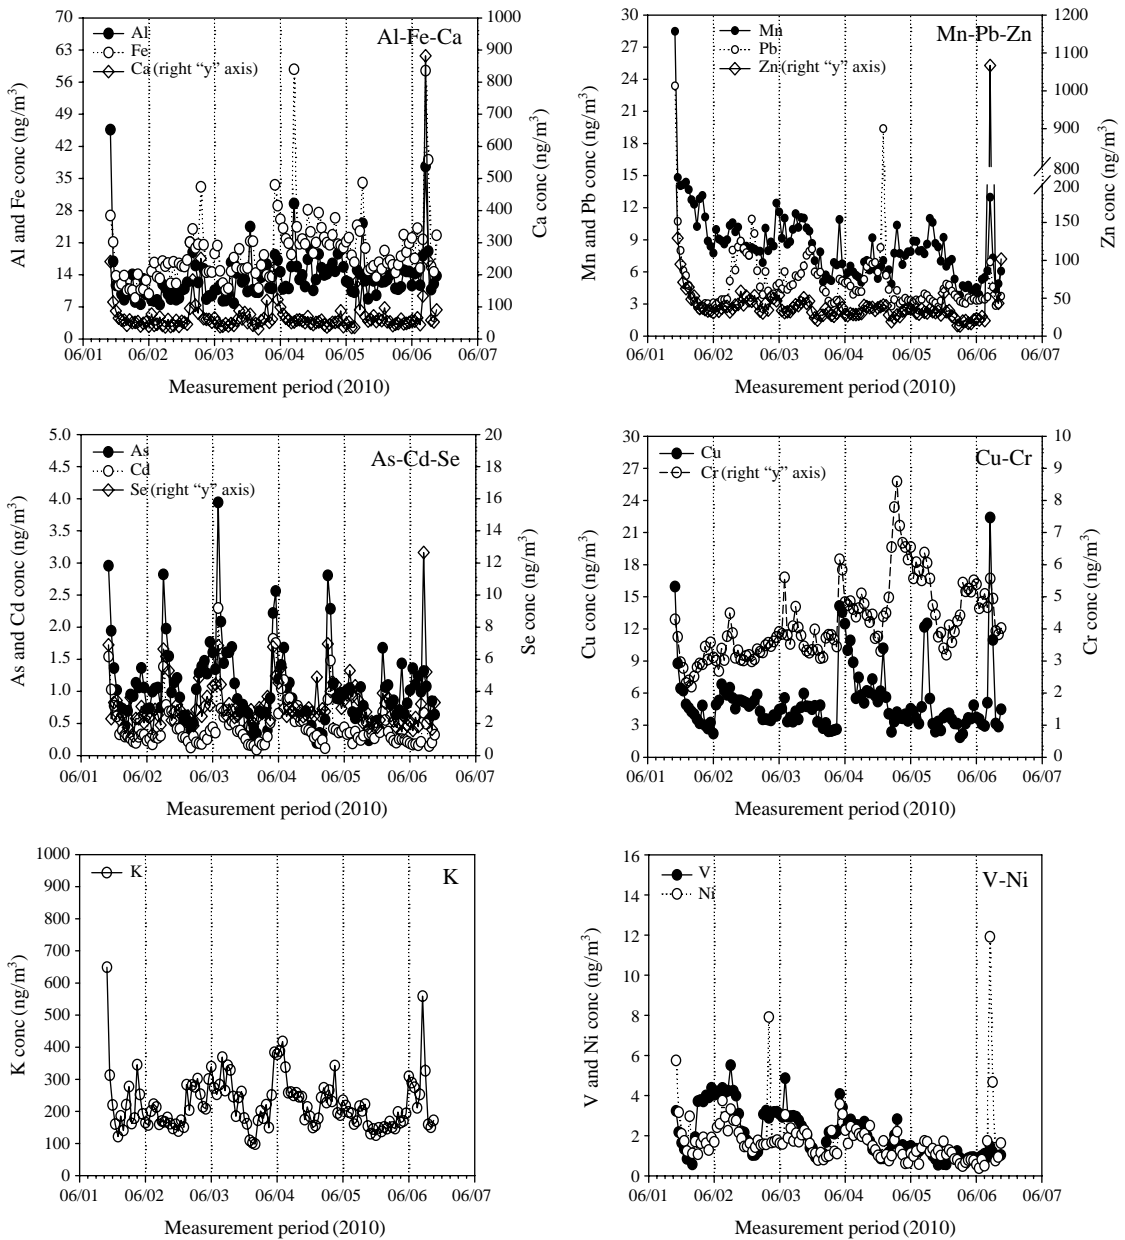 Al-Fe-Ca
Al
Fe
Ca (right “y” axis)
Al and Fe conc (ng/m3)
70
63
56
49
42
35
28
21
14
7
0
Ca conc (ng/m3)
1000
900
800
700
600
500
400
300
200
100
0
06/01 06/02 06/03 06/04 06/05 06/06 06/07
Measurement period (2010)
Mn-Pb-Zn
Mn
Pb
Zn (right “y” axis)
Mn and Pb conc (ng/m3)
30
27
24
21
18
15
12
9
6
3
0
Zn conc (ng/m3)
1200
1100
1000
900
800
200
150
100
50
0
06/01 06/02 06/03 06/04 06/05 06/06 06/07
Measurement period (2010)
As-Cd-Se
As
Cd
Se (right “y” axis)
As and Cd conc (ng/m3)
5.0
4.5
4.0
3.5
3.0
2.5
2.0
1.5
1.0
0.5
0.0
Se conc (ng/m3)
20
18
16
14
12
10
8
6
4
2
0
06/01 06/02 06/03 06/04 06/05 06/06 06/07
Measurement period (2010)
Cu-Cr
Cu
Cr (right “y” axis)
Cu conc (ng/m3)
30
27
24
21
18
15
12
9
6
3
0
Cr conc (ng/m3)
10
9
8
7
6
5
4
3
2
1
0
06/01 06/02 06/03 06/04 06/05 06/06 06/07
Measurement period (2010)
K
K
K conc (ng/m3)
1000
900
800
700
600
500
400
300
200
100
0
06/01 06/02 06/03 06/04 06/05 06/06 06/07
Measurement period (2010)
V-Ni
V
Ni
V and Ni conc (ng/m3)
16
14
12
10
8
6
4
2
0
06/01 06/02 06/03 06/04 06/05 06/06 06/07
Measurement period (2010)